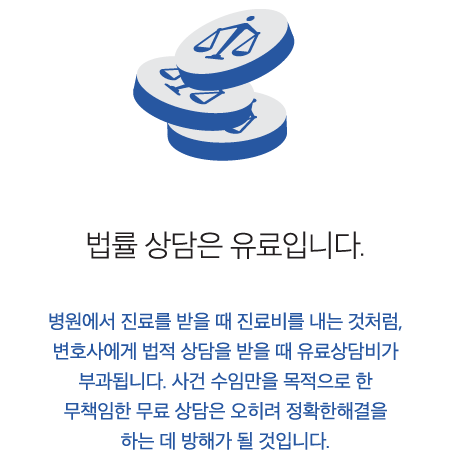 법률 상담은 유료입니다.
병원에서 진료를 받을 때 진료비를 내는 것처럼,
변호사에게 법적 상담을 받을 때 유료상담비가
부과됩니다. 사건 수임만을 목적으로 한
무책임한 무료 상담은 오히려 정확한해결을
하는 데 방해가 될 것입니다.